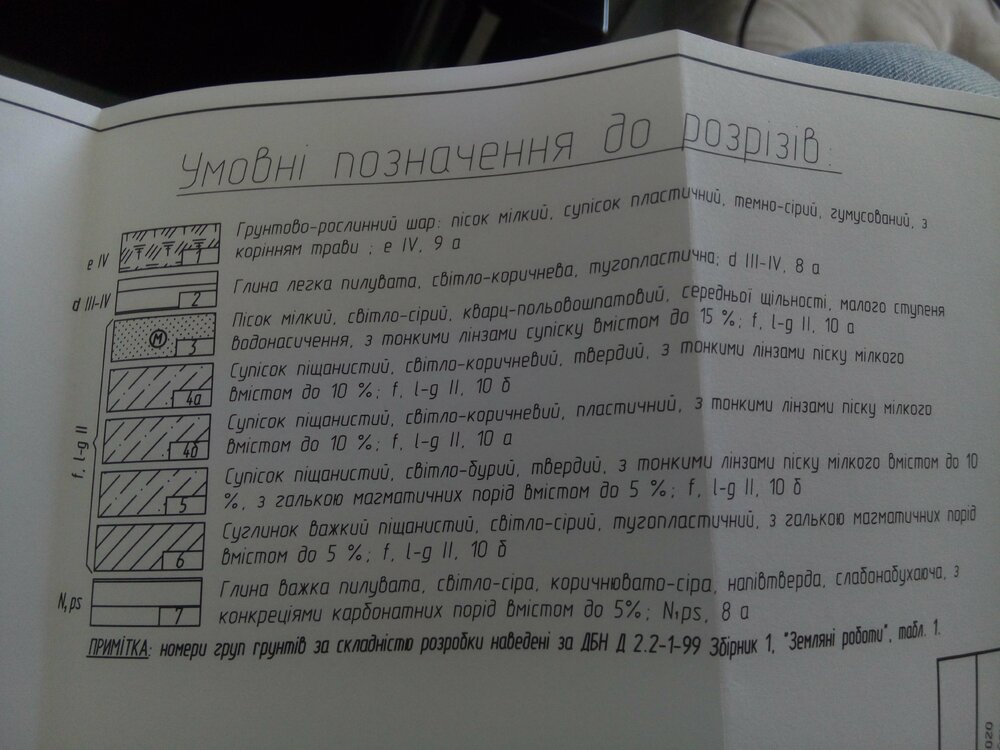 Умовні позначення до розрізів:
e IV
1
Грунтово-рослинний шар: пісок мілкий, супісок пластичний, темно-сірий, гумусований, з
корінням трави ; e IV, 9 а
d III-IV
2
Глина легка пилувата, світло-коричнева, тугопластична; d III-IV, 8 а
М
3
Пісок мілкий, світло-сірий, кварц-польовошпатовий, середньої щільності, малого ступеня
водонасичення, з тонкими лінзами супіску вмістом до 15 %; f, l-g II, 10 а
f, l-g II
4а
Супісок піщанистий, світло-коричневий, твердий, з тонкими лінзами піску мілкого
вмістом до 10 %; f, l-g II, 10 б
4б
Супісок піщанистий, світло-коричневий, пластичний, з тонкими лінзами піску мілкого
вмістом до 10 %; f, l-g II, 10 а
5
Супісок піщанистий, світло-бурий, твердий, з тонкими лінзами піску мілкого вмістом до 10
%, з галькою магматичних порід вмістом до 5 %; f, l-g II, 10 б
6
Суглинок важкий піщанистий, світло-сірий, тугопластичний, з галькою магматичних порід
вмістом до 5 %; f, l-g II, 10 б
N₁ps
7
Глина важка пилувата, світло-сіра, коричнювато-сіра, напівтверда, слабонабухаюча, з
конкреціями карбонатних порід вмістом до 5%; N₁ps, 8 а
ПРИМІТКА: номери груп грунтів за складністю розробки наведені за ДБН Д 2.2-1-99 Збірник 1, "Земляні роботи", табл. 1.